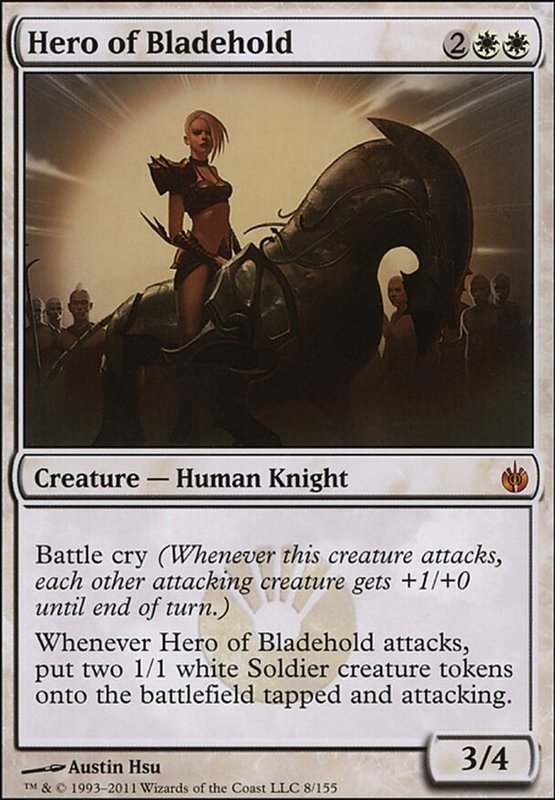 Hero of Bladehold 2
Creature — Human Knight
Battle cry (Whenever this creature attacks,
each other attacking creature gets +1/+0
until end of turn.)
Whenever Hero of Bladehold attacks,
put two 1/1 white Soldier creature tokens
onto the battlefield tapped and attacking.
3/4
Austin Hsu
™ & © 1993–2011 Wizards of the Coast LLC 8/155